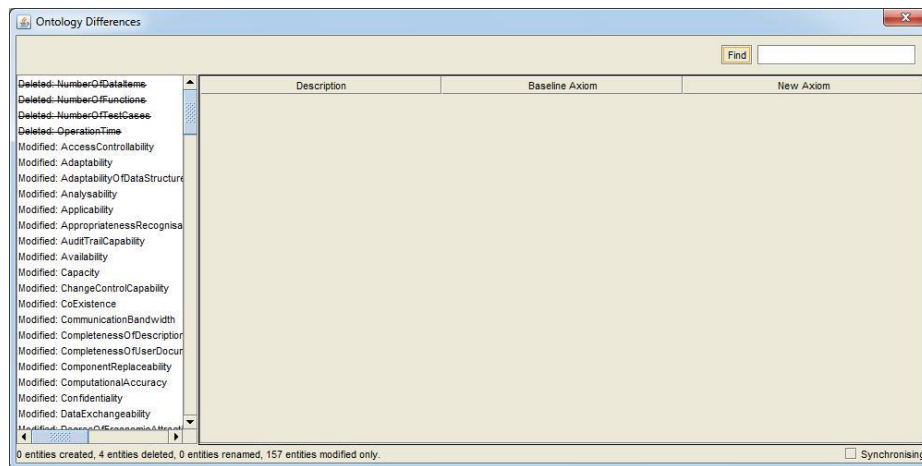 Ontology Differences
Find
Description Baseline Axiom New Axiom
Deleted: NumberOfDataItems
Deleted: NumberOfFunctions
Deleted: NumberOfTestCases
Deleted: OperationTime
Modified: AccessControllability
Modified: Adaptability
Modified: AdaptabilityOfDataStructure
Modified: Analysability
Modified: Applicability
Modified: AppropriatenessRecognisa
Modified: AuditTrailCapability
Modified: Availability
Modified: Capacity
Modified: ChangeControlCapability
Modified: CoExistence
Modified: CommunicationBandwidth
Modified: CompletenessOfDescription
Modified: CompletenessOfUserDocur
Modified: ComponentReplaceability
Modified: ComputationalAccuracy
Modified: Confidentiality
Modified: DataExchangeability
Modified: DegreeOfErgonomicAttracti
0 entities created, 4 entities deleted, 0 entities renamed, 157 entities modified only. Synchronising